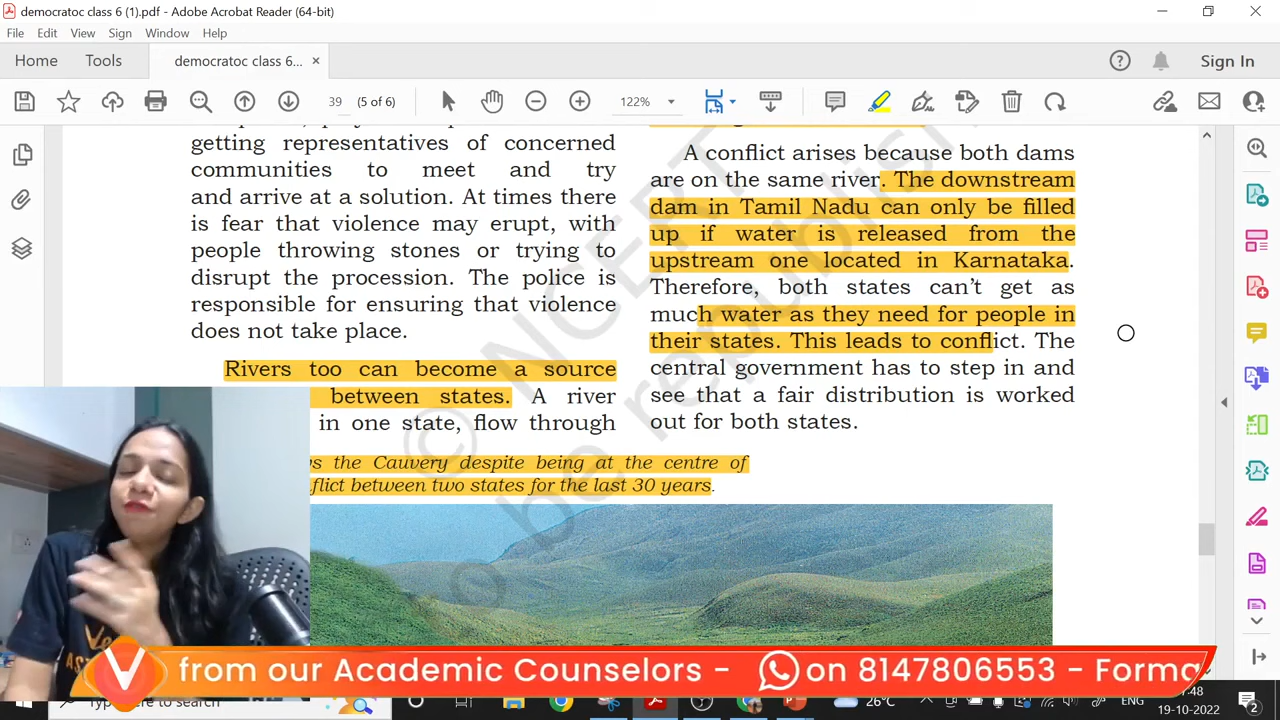 democratoc class 6 (1).pdf - Adobe Acrobat Reader (64-bit)
File Edit View Sign Window Help
Home Tools democratoc class 6... × Sign In
39 (5 of 6) 122%
getting representatives of concerned
communities to meet and try
and arrive at a solution. At times there
is fear that violence may erupt, with
people throwing stones or trying to
disrupt the procession. The police is
responsible for ensuring that violence
does not take place.
Rivers too can become a source
between states. A river
in one state, flow through
A conflict arises because both dams
are on the same river. The downstream
dam in Tamil Nadu can only be filled
up if water is released from the
upstream one located in Karnataka.
Therefore, both states can't get as
much water as they need for people in
their states. This leads to conflict. The
central government has to step in and
see that a fair distribution is worked
out for both states.
the Cauvery despite being at the centre of
between two states for the last 30 years.
© NCERT
be republish
V from our Academic Counselors - on 8147806553 - Forma
to search
26°C ENG
19-10-2022
2